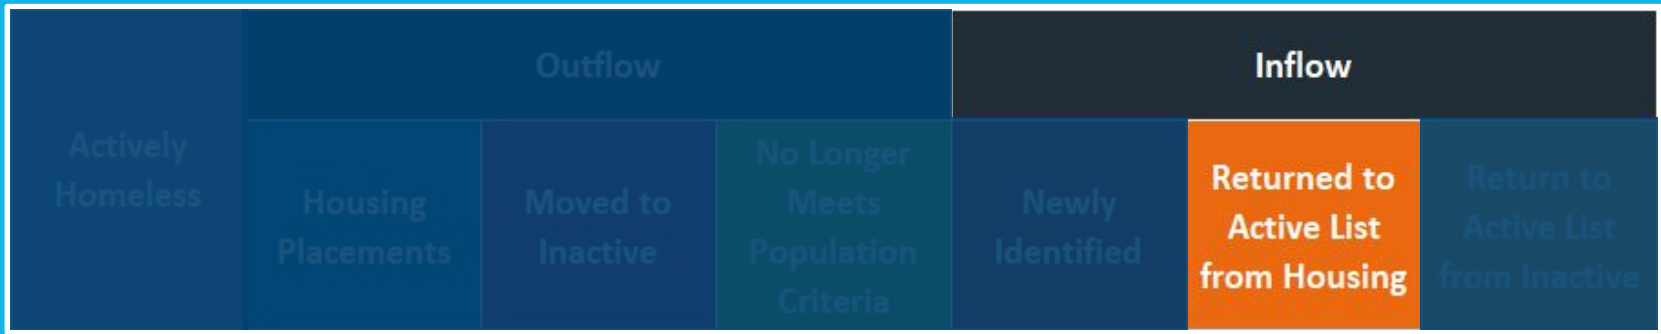 Outflow
Inflow
Actively
Homeless
Housing
Placements
Moved to
Inactive
No Longer
Meets
Population
Criteria
Newly
Identified
Returned to
Active List
from Housing
Return to
Active List
from Inactive